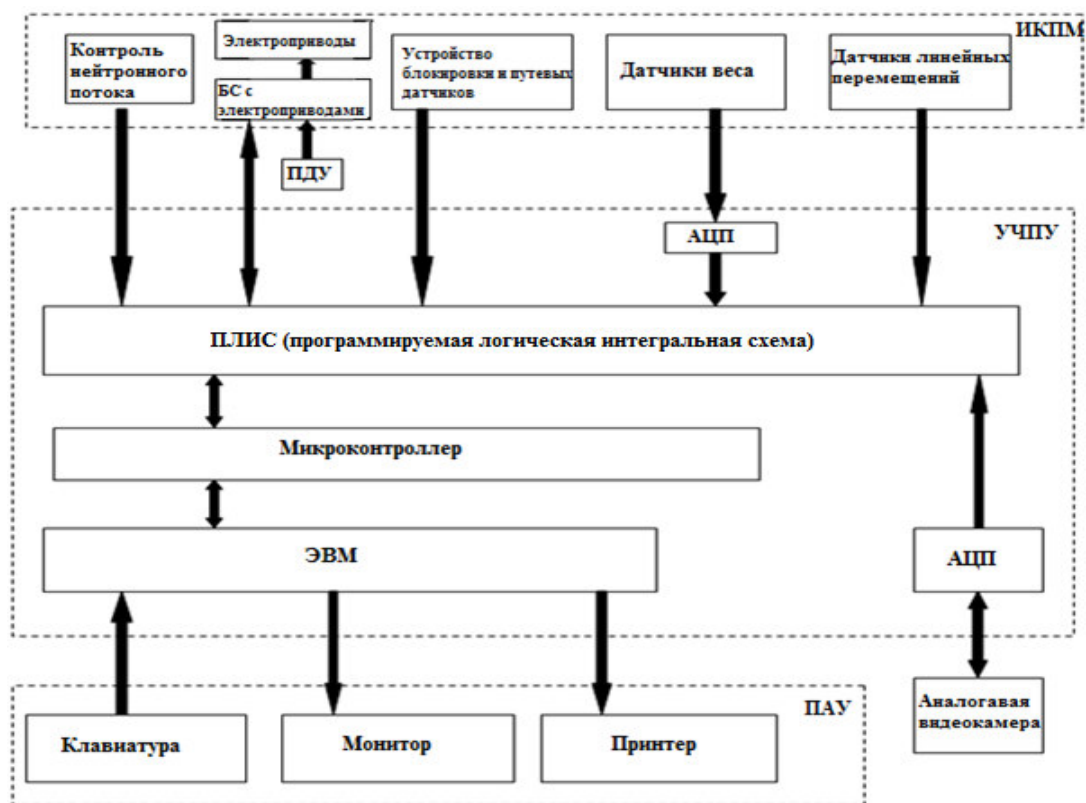 ИКПМ
Контроль
нейтронного
потока
Электроприводы
БС с
электроприводами
ПДУ
Устройство
блокировки и путевых
датчиков
Датчики веса
Датчики линейных
перемещений
УЧПУ
АЦП
ПЛИС (программируемая логическая интегральная схема)
Микроконтроллер
ЭВМ
АЦП
ПАУ
Клавиатура
Монитор
Принтер
Аналогавая
видеокамера